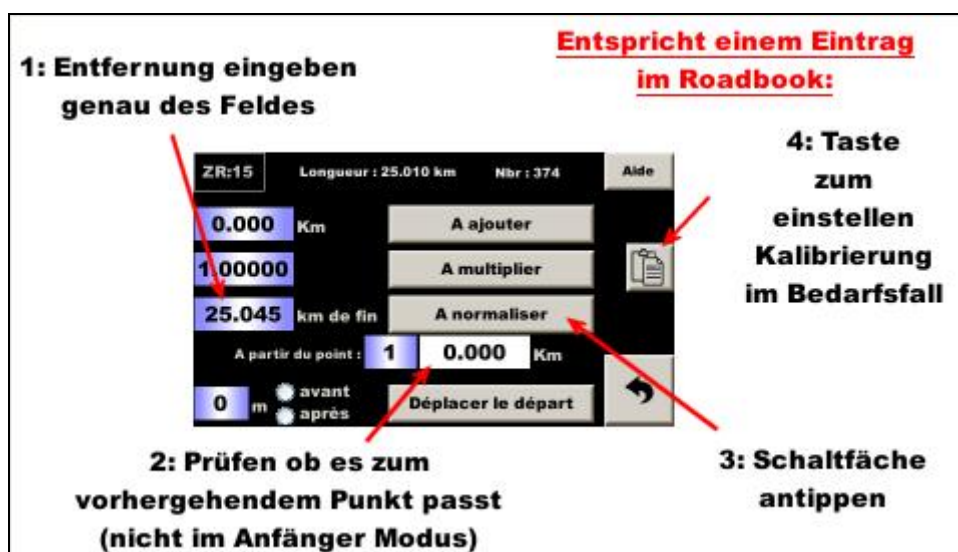 Entspricht einem Eintrag
im Roadbook:
1: Entfernung eingeben
genau des Feldes
4: Taste
zum
einstellen
Kalibrierung
im Bedarfsfall
ZR:15 Longueur : 25.010 km Nbr : 374 Aide
0.000 Km A ajouter
1.00000 A multiplier
25.045 km de fin A normaliser
A partir du point : 1 0.000 Km
0 m avant
après
Déplacer le départ
2: Prüfen ob es zum
vorhergehendem Punkt passt
(nicht im Anfänger Modus)
3: Schaltfäche
antippen